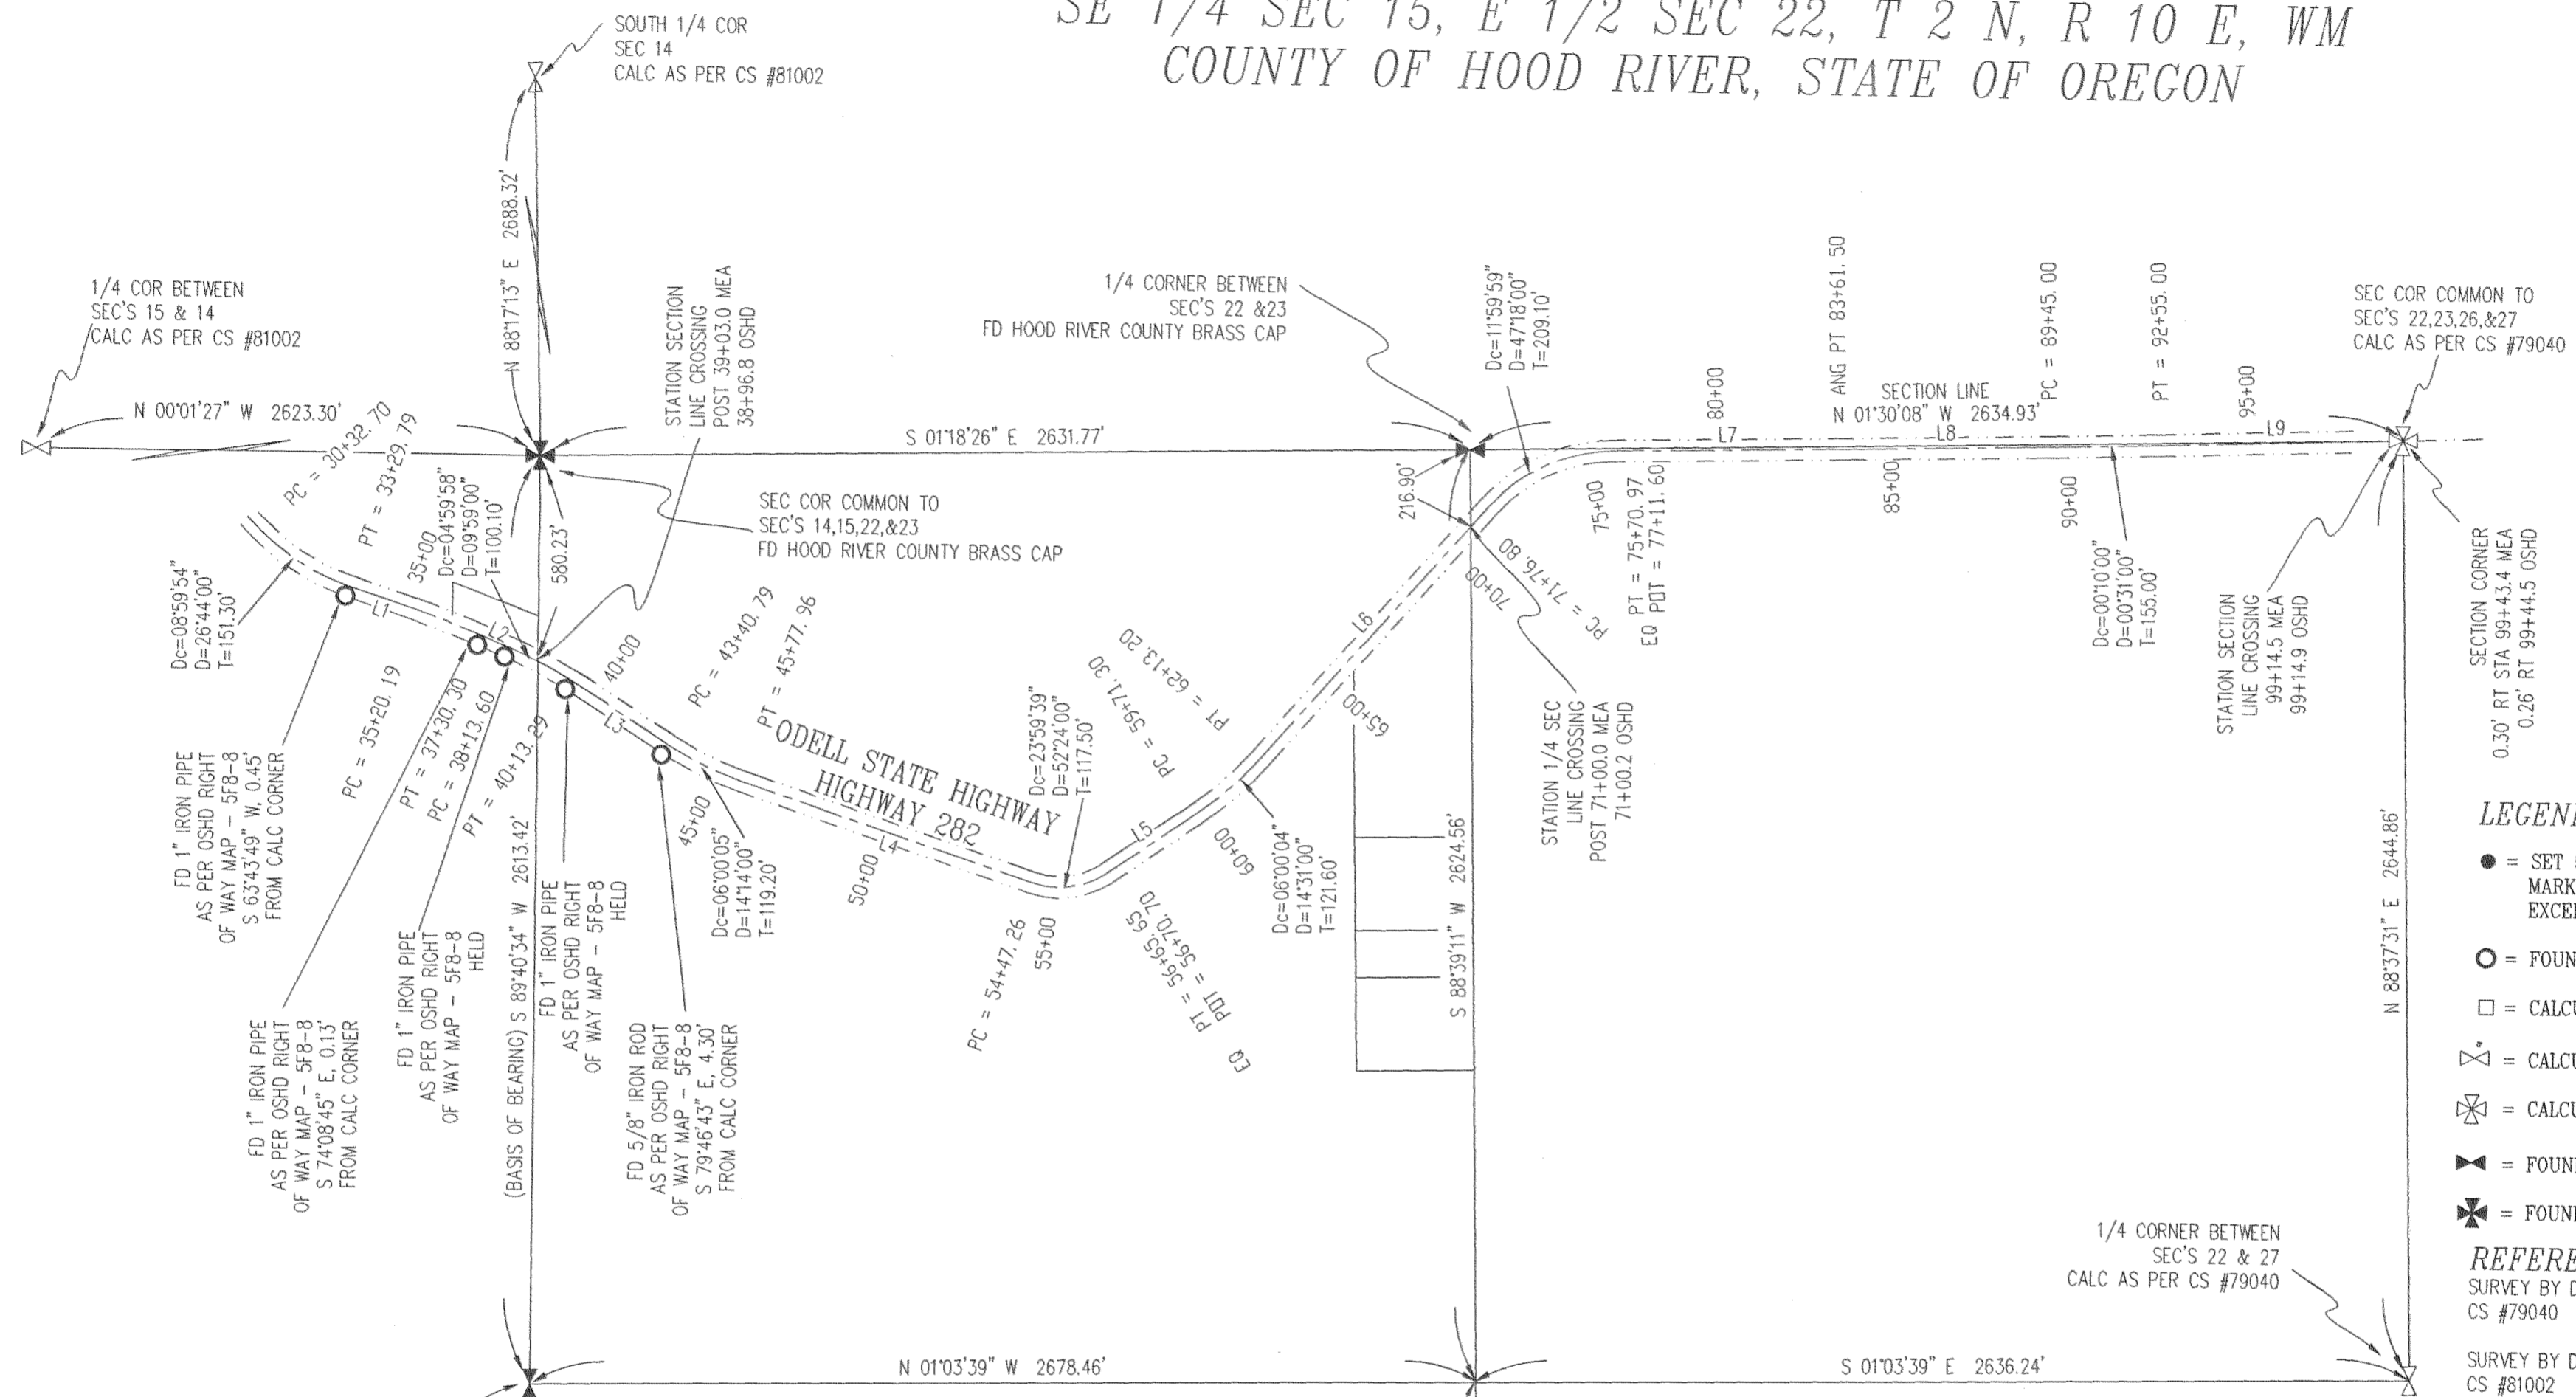 SE 1/4 SEC 15, E 1/2 SEC 22, T 2 N, R 10 E, WM
COUNTY OF HOOD RIVER, STATE OF OREGON
SOUTH 1/4 COR
SEC 14
CALC AS PER CS #81002
N 88°17'13" E 2688.32'
1/4 COR BETWEEN
SEC'S 15 & 14
CALC AS PER CS #81002
N 00°01'27" W 2623.30'
STATION SECTION
LINE CROSSING
POST 39+03.0 MEA
38+96.8 OSHD
S 01°18'26" E 2631.77'
1/4 CORNER BETWEEN
SEC'S 22 &23
FD HOOD RIVER COUNTY BRASS CAP
Dc=11°59'59"
D=47°18'00"
T=209.10'
80+00
ANG PT 83+61.50
SECTION LINE
N 01°30'08" W 2634.93'
PC = 89+45.00
PT = 92+55.00
95+00
SEC COR COMMON TO
SEC'S 22,23,26,&27
CALC AS PER CS #79040
L7
L8
L9
PC = 30+32.70
PT = 33+29.79
35+00
Dc=04°59'58"
D=09°59'00"
T=100.10'
580.23'
SEC COR COMMON TO
SEC'S 14,15,22,&23
FD HOOD RIVER COUNTY BRASS CAP
216.90'
75+00
85+00
90+00
EQ PT = 75+70.97
PDT = 77+11.60
PC = 71+76.80
70+00
Dc=00°10'00"
D=00°31'00"
T=155.00'
STATION SECTION
LINE CROSSING
99+14.5 MEA
99+14.9 OSHD
SECTION CORNER
0.30' RT STA 99+43.4 MEA
0.26' RT 99+44.5 OSHD
Dc=08°59'54"
D=26°44'00"
T=151.30'
L1
L2
L3
40+00
PC = 43+40.79
PT = 45+77.96
ODELL STATE HIGHWAY
HIGHWAY 282
L4
L5
L6
PC = 35+20.19
PT = 37+30.30
PC = 38+13.60
PT = 40+13.29
45+00
Dc=06°00'05"
D=14°14'00"
T=119.20'
50+00
Dc=23°59'39"
D=52°24'00"
T=117.50'
PC = 59+71.30
PT = 62+13.20
65+00
60+00
Dc=06°00'04"
D=14°31'00"
T=121.60'
PC = 54+47.26
55+00
EQ PT = 56+65.65
PDT = 56+70.70
STATION 1/4 SEC
LINE CROSSING
POST 71+00.0 MEA
71+00.2 OSHD
S 88°39'11" W 2624.56'
N 88°37'31" E 2644.86'
FD 1" IRON PIPE
AS PER OSHD RIGHT
OF WAY MAP - 5F8-8
S 63°43'49" W, 0.45'
FROM CALC CORNER
FD 1" IRON PIPE
AS PER OSHD RIGHT
OF WAY MAP - 5F8-8
S 74°08'45" E, 0.13'
FROM CALC CORNER
FD 1" IRON PIPE
AS PER OSHD RIGHT
OF WAY MAP - 5F8-8
HELD
(BASIS OF BEARING) S 89°40'34" W 2613.42'
FD 1" IRON PIPE
AS PER OSHD RIGHT
OF WAY MAP - 5F8-8
HELD
FD 5/8" IRON ROD
AS PER OSHD RIGHT
OF WAY MAP - 5F8-8
S 79°46'43" E, 4.30'
FROM CALC CORNER
N 01°03'39" W 2678.46'
S 01°03'39" E 2636.24'
1/4 CORNER BETWEEN
SEC'S 22 & 27
CALC AS PER CS #79040
LEGEN
= SET
MARK
EXCE
= FOUN
= CALCU
= CALCU
= CALCU
= FOUN
= FOUN
REFERE
SURVEY BY D
CS #79040
SURVEY BY D
CS #81002